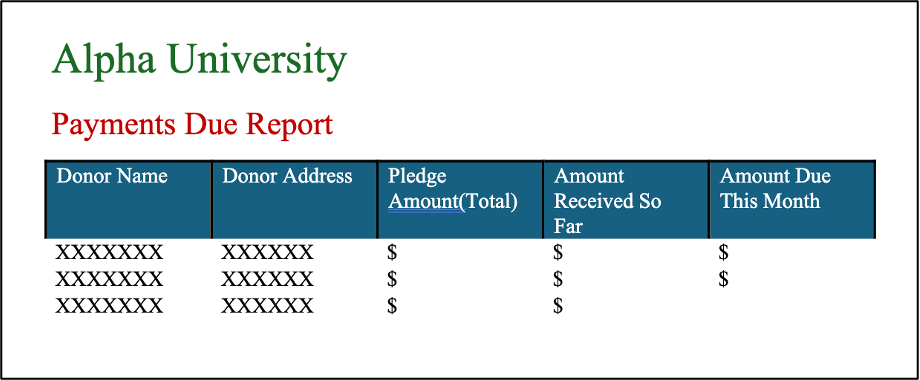 Alpha University
Payments Due Report
Donor Name Donor Address Pledge Amount(Total) Amount Received So Far Amount Due This Month
XXXXXXX XXXXXX $ $ $
XXXXXXX XXXXXX $ $ $
XXXXXXX XXXXXX $ $